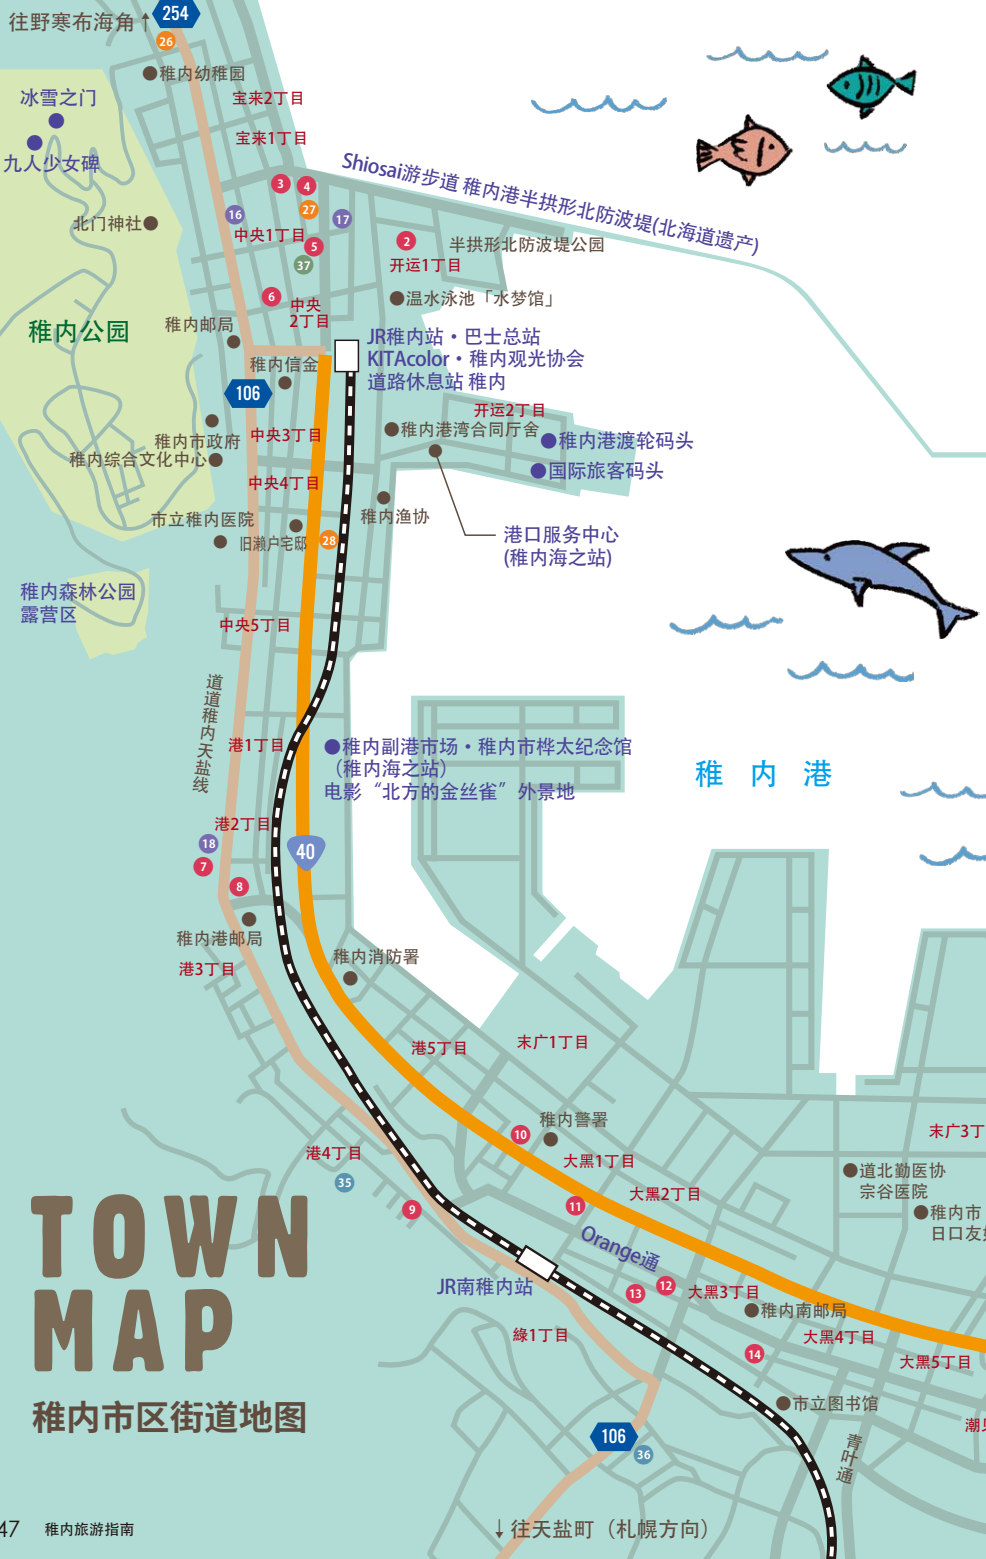 往野寒布海角↑
254
26
稚内幼稚园
冰雪之门
九人少女碑
宝来2丁目
宝来1丁目
Shiosai游步道 稚内港半拱形北防波堤(北海道遗产)
3
4
27
16
17
北门神社
中央1丁目
5
37
2
半拱形北防波堤公园
开运1丁目
6
中央
2丁目
温水泳池「水梦馆」
稚内公园
稚内邮局
JR稚内站・巴士总站
KITAcolor・稚内观光协会
道路休息站 稚内
稚内信金
106
开运2丁目
稚内港湾合同厅舍
稚内港渡轮码头
国际旅客码头
稚内市政府
中央3丁目
稚内综合文化中心
中央4丁目
稚内渔协
市立稚内医院
旧濑户宅邸
28
港口服务中心
(稚内海之站)
稚内森林公园
露营区
中央5丁目
道道稚内天盐线
港1丁目
稚内副港市场・稚内市桦太纪念馆
（稚内海之站）
电影“北方的金丝雀”外景地
稚内港
港2丁目
18
7
40
8
稚内港邮局
港3丁目
稚内消防署
港5丁目
末广1丁目
稚内警署
10
港4丁目
35
大黑1丁目
末广3丁
道北勤医协
宗谷医院
大黑2丁目
9
11
稚内市
日口友
Orange通
JR南稚内站
12
13
大黑3丁目
稚内南邮局
大黑4丁目
綠1丁目
14
大黑5丁目
TOWN
MAP
稚内市区街道地图
市立图书馆
潮
106
36
青叶通
47 稚内旅游指南
↓往天盐町（札幌方向）